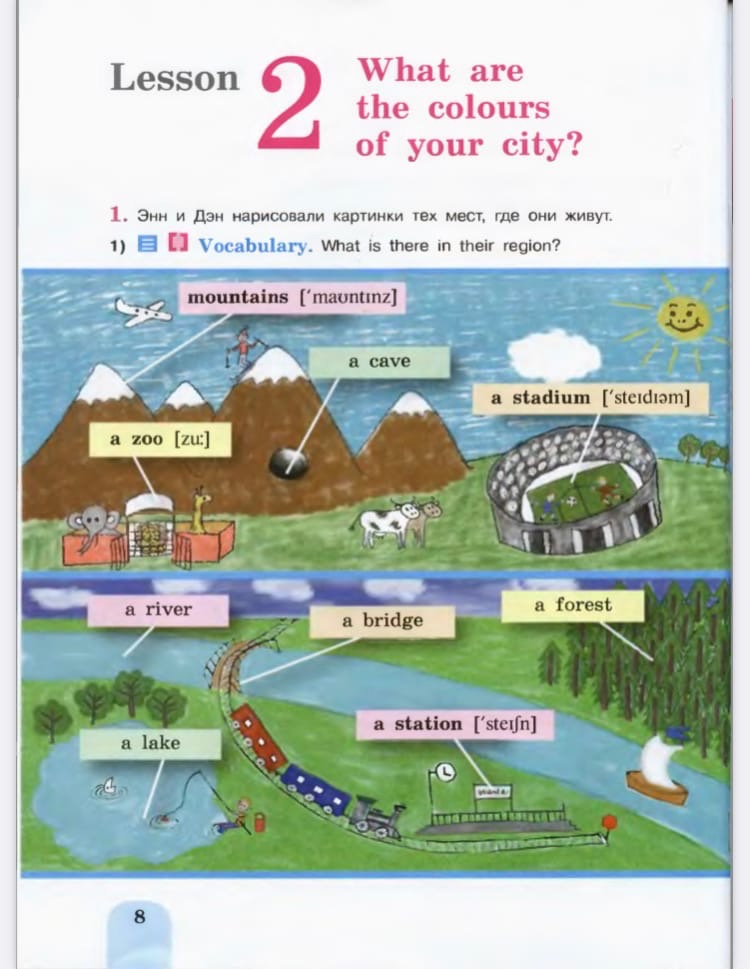 Lesson 2
What are
the colours
of your city?
1. Энн и Дэн нарисовали картинки тех мест, где они живут.
1) Vocabulary. What is there in their region?
mountains [ˈmaʊntɪnz]
a cave
a stadium [ˈsteɪdɪəm]
a zoo [zuː]
a river
a bridge
a forest
a station [ˈsteɪʃn]
a lake
8